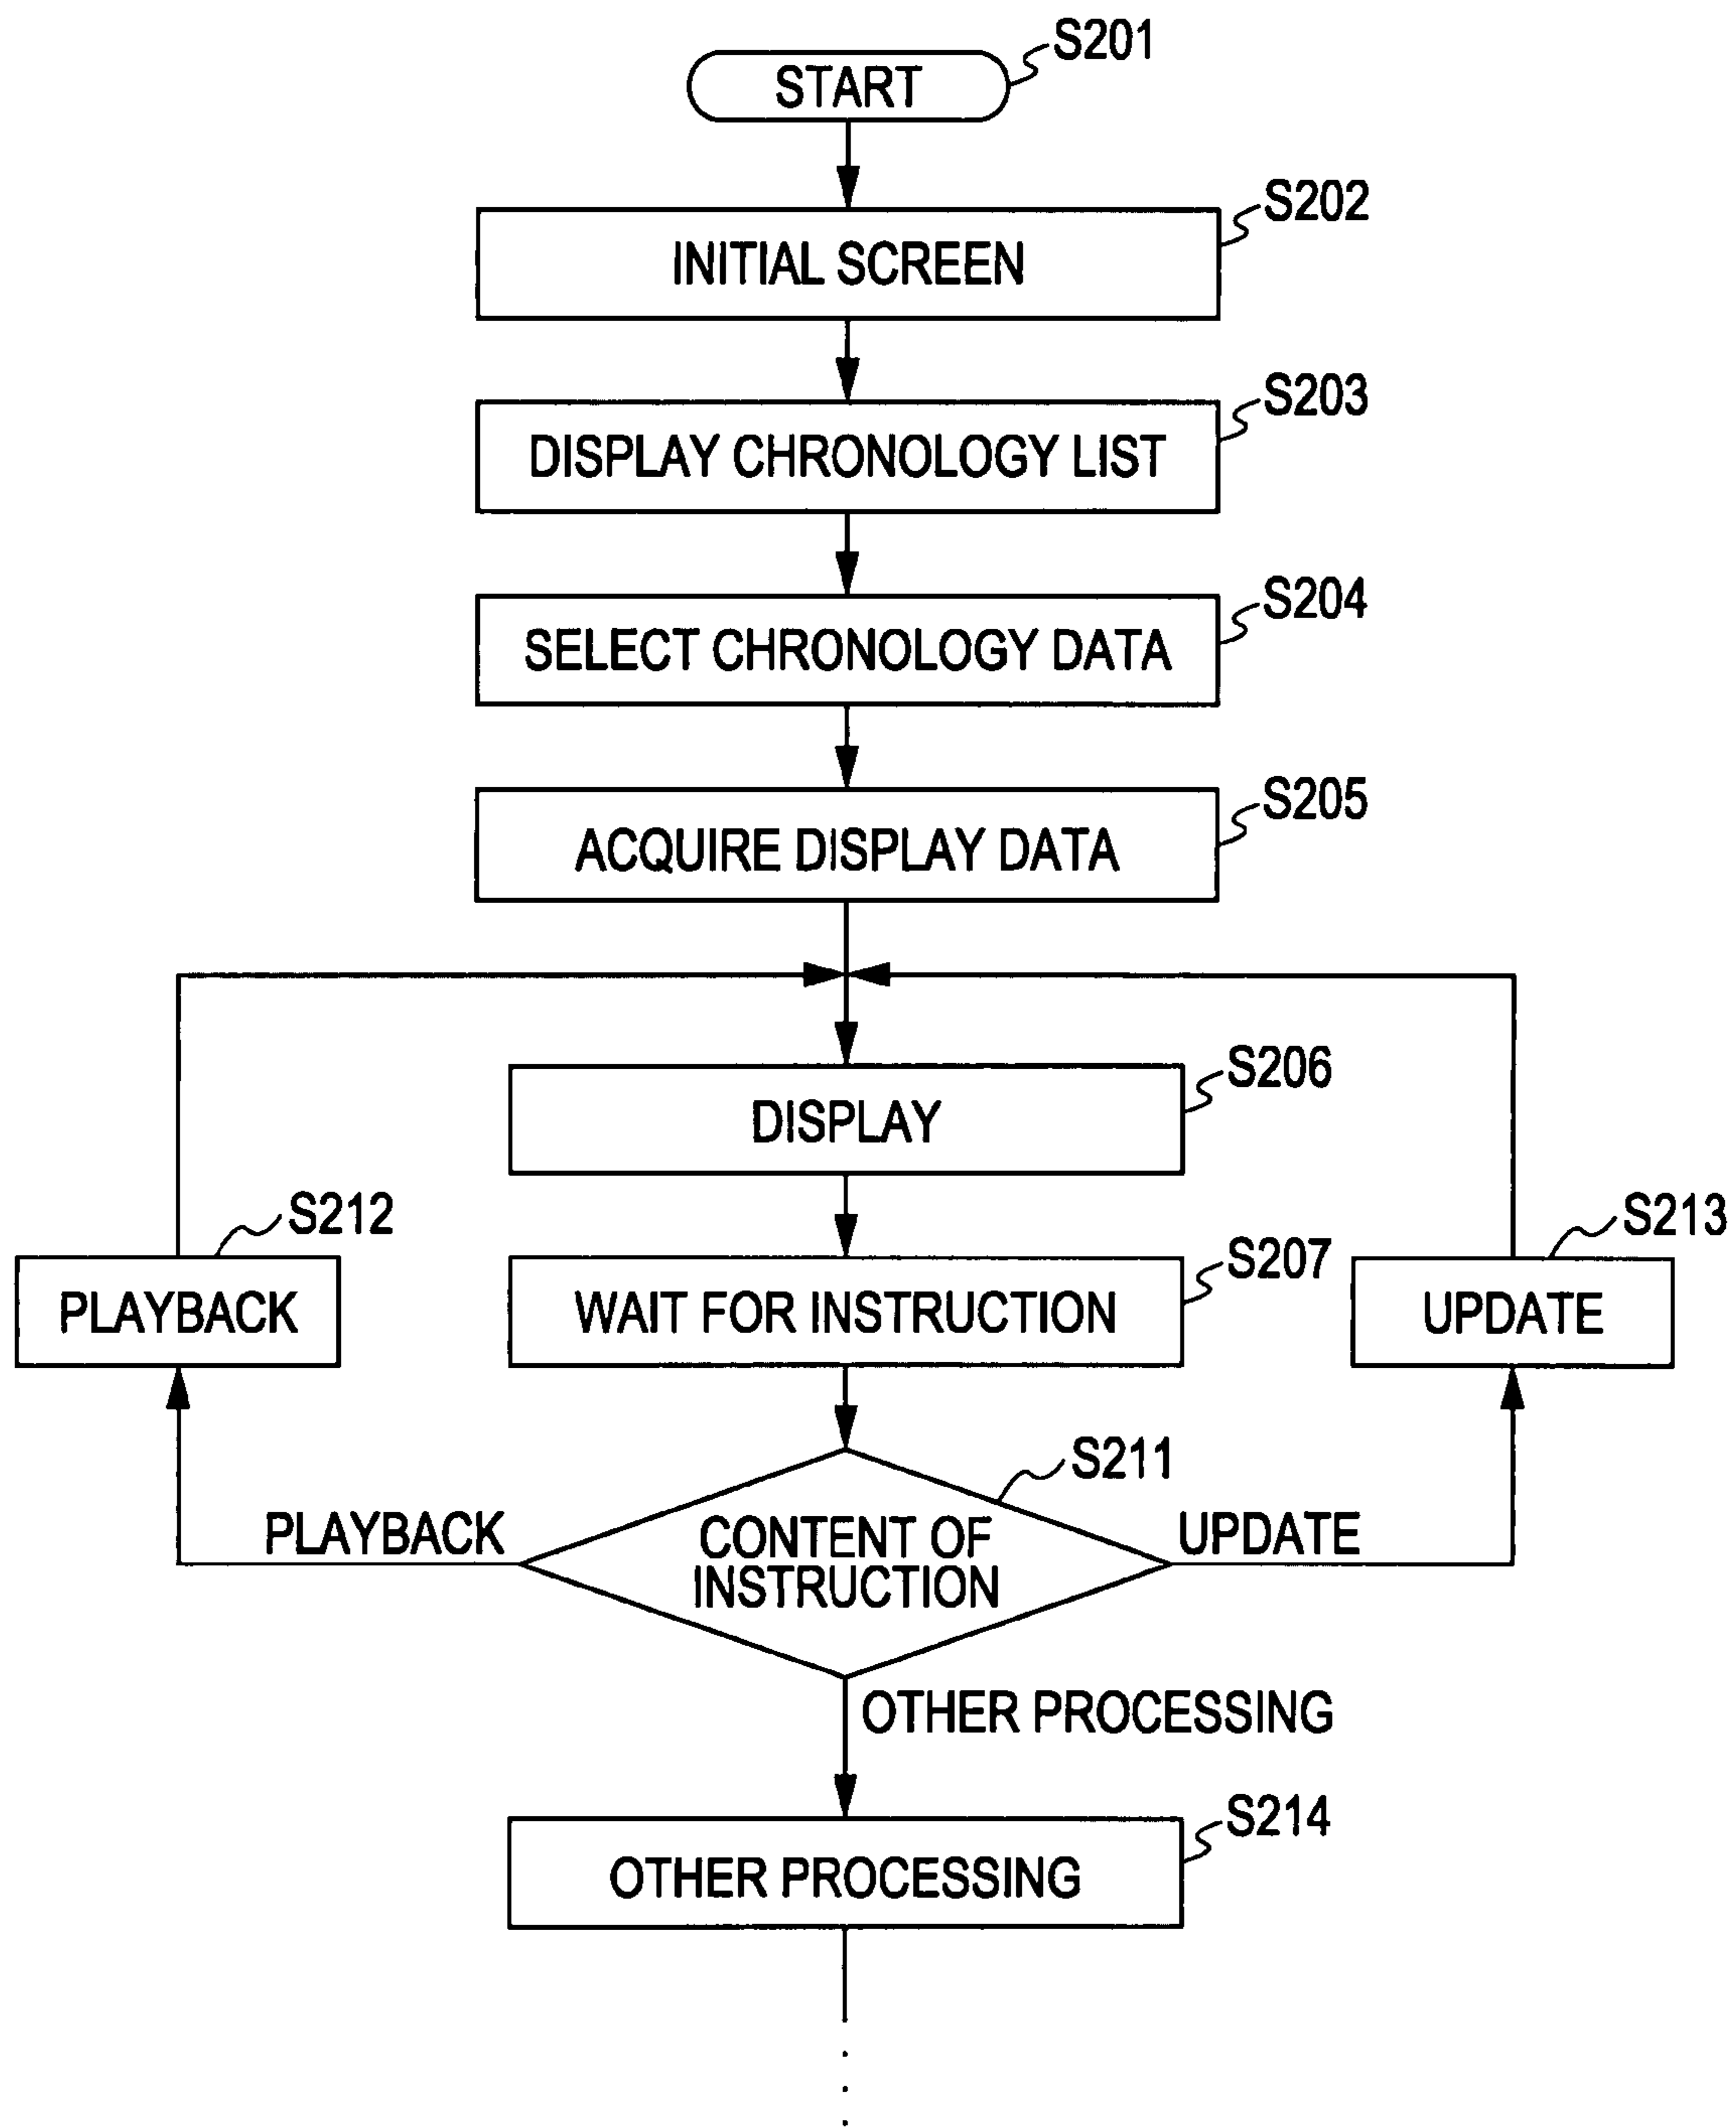 START
S201
INITIAL SCREEN
S202
DISPLAY CHRONOLOGY LIST
S203
SELECT CHRONOLOGY DATA
S204
ACQUIRE DISPLAY DATA
S205
DISPLAY
S206
PLAYBACK
S212
WAIT FOR INSTRUCTION
S207
UPDATE
S213
CONTENT OF
INSTRUCTION
S211
PLAYBACK
UPDATE
OTHER PROCESSING
OTHER PROCESSING
S214